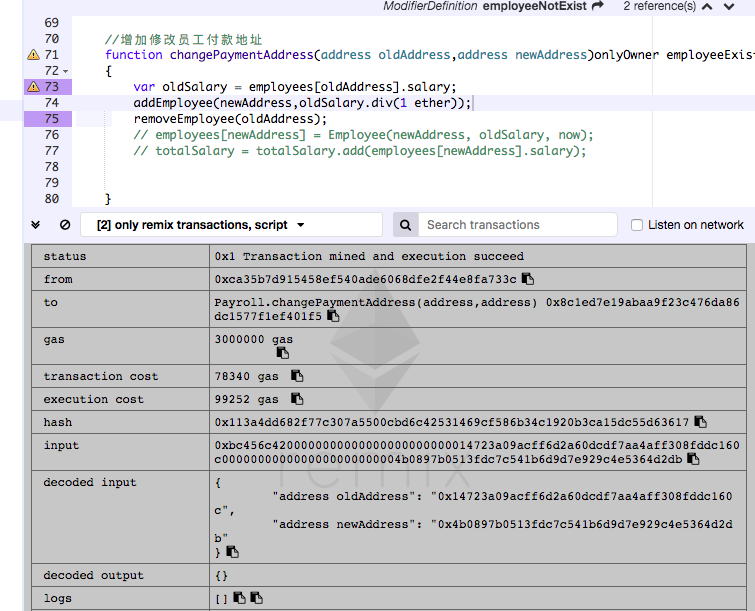 ModifierDefinition employeeNotExist 2 reference(s)
69
70 //增加修改员工付款地址
71 function changePaymentAddress(address oldAddress,address newAddress)onlyOwner employeeExis
72 {
73 var oldSalary = employees[oldAddress].salary;
74 addEmployee(newAddress,oldSalary.div(1 ether));
75 removeEmployee(oldAddress);
76 // employees[newAddress] = Employee(newAddress, oldSalary, now);
77 // totalSalary = totalSalary.add(employees[newAddress].salary);
78
79
80 }
[2] only remix transactions, script Search transactions Listen on network
status 0x1 Transaction mined and execution succeed
from 0xca35b7d915458ef540ade6068dfe2f44e8fa733c
to Payroll.changePaymentAddress(address,address) 0x8c1ed7e19abaa9f23c476da86
dc1577f1ef401f5
gas 3000000 gas
transaction cost 78340 gas
execution cost 99252 gas
hash 0x113a4dd682f77c307a5500cbd6c42531469cf586b34c1920b3ca15dc55d63617
input 0xbc456c4200000000000000000000000014723a09acff6d2a60dcdf7aa4aff308fddc160
c0000000000000000000000004b0897b0513fdc7c541b6d9d7e929c4e5364d2db
decoded input {
"address oldAddress": "0x14723a09acff6d2a60dcdf7aa4aff308fddc160
c",
"address newAddress": "0x4b0897b0513fdc7c541b6d9d7e929c4e5364d2d
b"
}
decoded output {}
logs []
remix